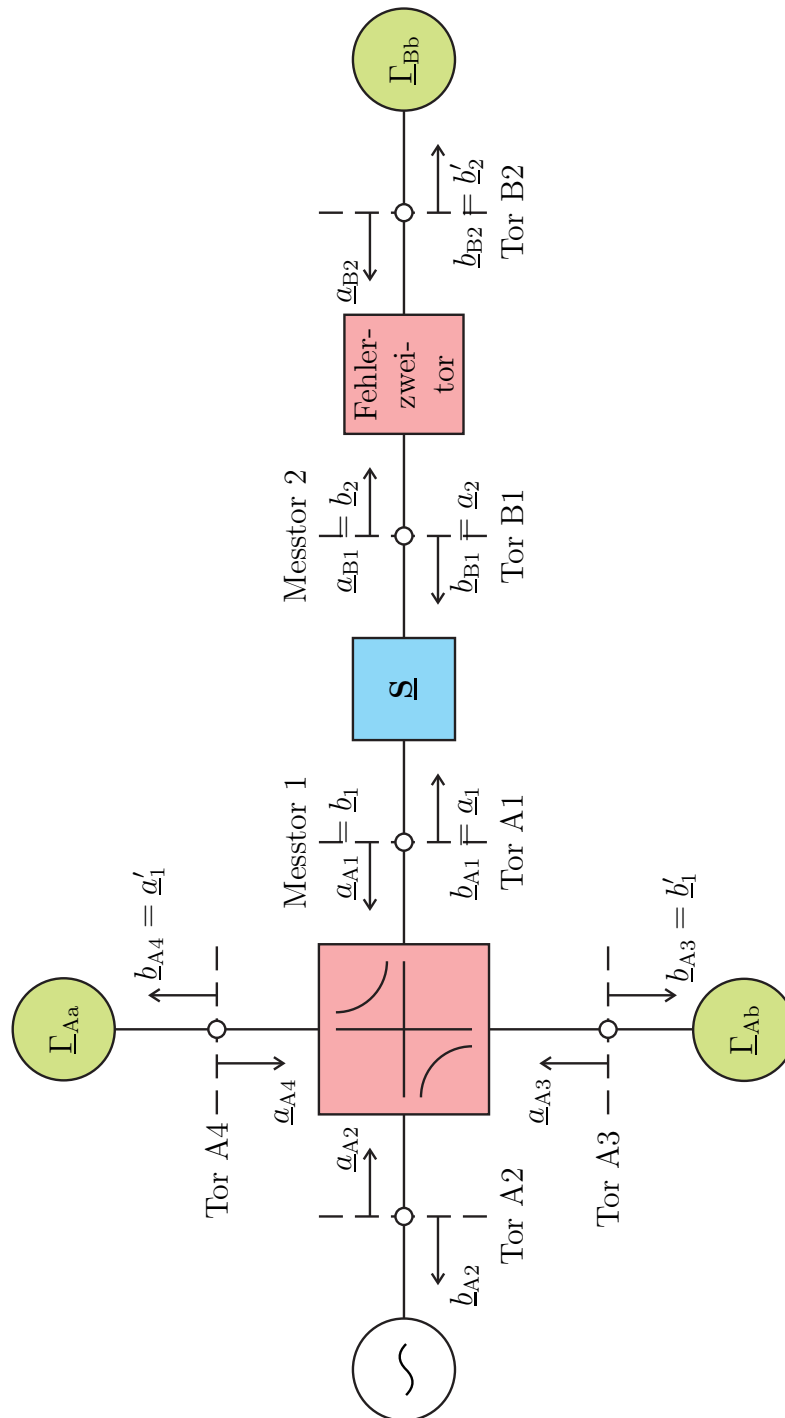 Γ_Aa
b_A4 = a′_1
Tor A4
a_A4
Messtor 1
Messtor 2
a_A2
a_A1 = b_1
a_B1 = b_2
a_B2
Fehler-
zwei-
tor
S
Γ_Bb
b_A2
b_A1 = a_1
b_B1 = a_2
b_B2 = b′_2
Tor A2
Tor A1
Tor B1
Tor B2
a_A3
Tor A3
b_A3 = b′_1
Γ_Ab